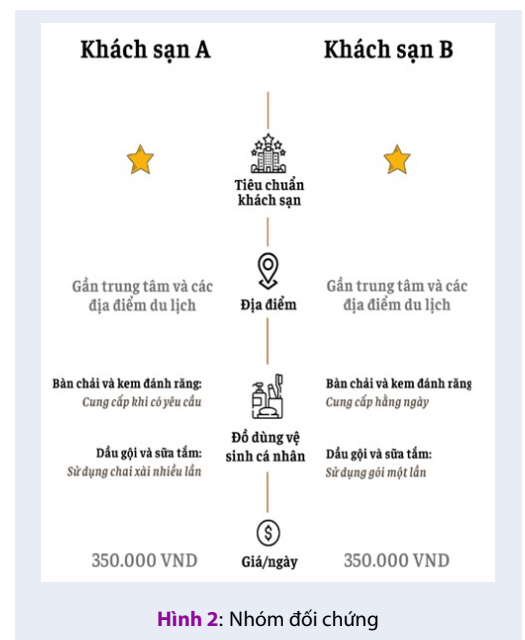 Khách sạn A
Khách sạn B
Tiêu chuẩn
khách sạn
Gần trung tâm và các
địa điểm du lịch
Địa điểm
Gần trung tâm và các
địa điểm du lịch
Bàn chải và kem đánh răng:
Cung cấp khi có yêu cầu
Dầu gội và sữa tắm:
Sử dụng chai xài nhiều lần
Đồ dùng vệ
sinh cá nhân
Bàn chải và kem đánh răng
Cung cấp hằng ngày
Dầu gội và sữa tắm:
Sử dụng gói một lần
350.000 VND
$
Giá/ngày
350.000 VND
Hình 2: Nhóm đối chứng